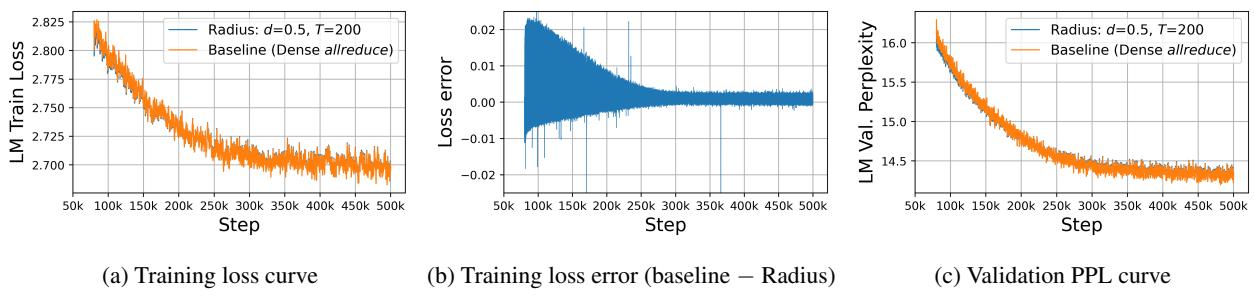 2.825
2.800
2.775
2.750
2.725
2.700
LM Train Loss
Radius: d=0.5, T=200
Baseline (Dense allreduce)
50k 100k 150k 200k 250k 300k 350k 400k 450k 500k
Step
(a) Training loss curve
0.02
0.01
0.00
−0.01
−0.02
Loss error
50k 100k 150k 200k 250k 300k 350k 400k 450k 500k
Step
(b) Training loss error (baseline − Radius)
16.0
15.5
15.0
14.5
LM Val. Perplexity
Radius: d=0.5, T=200
Baseline (Dense allreduce)
50k 100k 150k 200k 250k 300k 350k 400k 450k 500k
Step
(c) Validation PPL curve